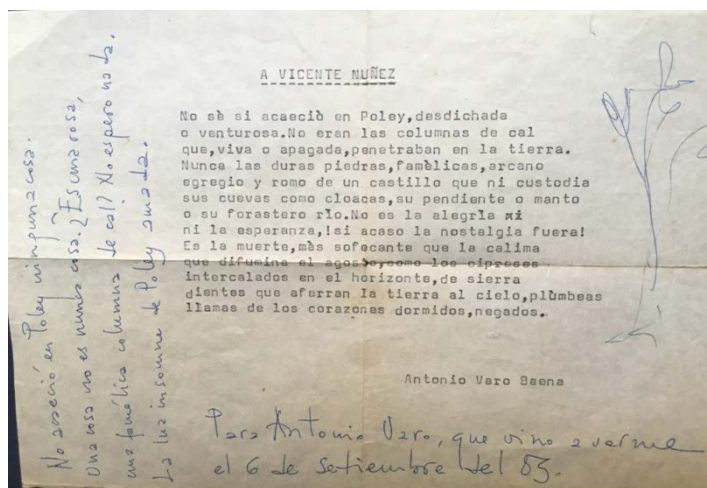 A VICENTE NUÑEZ
No sè si acaeciò en Poley,desdichada
o venturosa.No eran las columnas de cal
que,viva o apagada,penetraban en la tierra.
Nunca las duras piedras,famèlicas,arcano
egregio y romo de un castillo que ni custodia
sus cuevas como cloacas,su pendiente o manto
o su forastero rìo.No es la alegrìa ni
ni la esperanza,!si acaso la nostalgia fuera!
Es la muerte,màs sofocante que la calima
que difumina el agosto,como los cipreses
intercalados en el horizonte,de sierra
dientes que aferran la tierra al cielo,plùmbeas
llamas de los corazones dormidos,negados.
Antonio Varo Baena
Para Antonio Varo, que vino a verme
el 6 de Setiembre del 85.
No acaeció en Poley ninguna cosa.
Una cosa no es nunca cosa. ¿Es una rosa,
una famélica columna de cal? No espero nada.
La luz insomne de Poley amada.